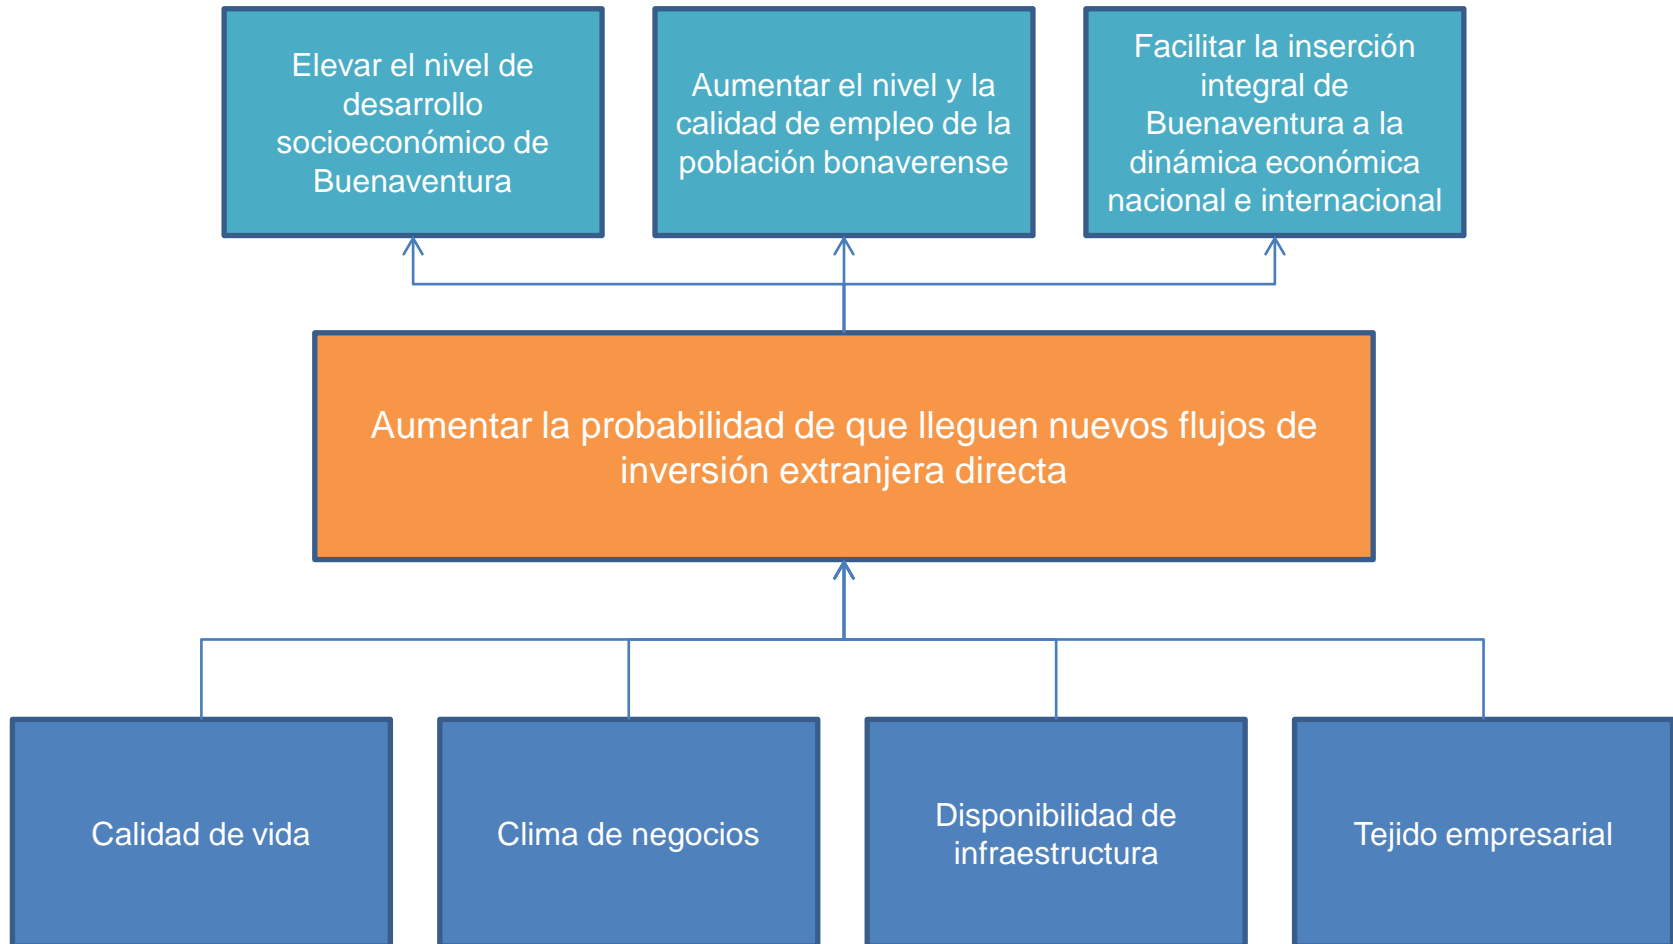 Elevar el nivel de
desarrollo
socioeconómico de
Buenaventura
Aumentar el nivel y la
calidad de empleo de la
población bonaverense
Facilitar la inserción
integral de
Buenaventura a la
dinámica económica
nacional e internacional
Aumentar la probabilidad de que lleguen nuevos flujos de
inversión extranjera directa
Calidad de vida
Clima de negocios
Disponibilidad de
infraestructura
Tejido empresarial